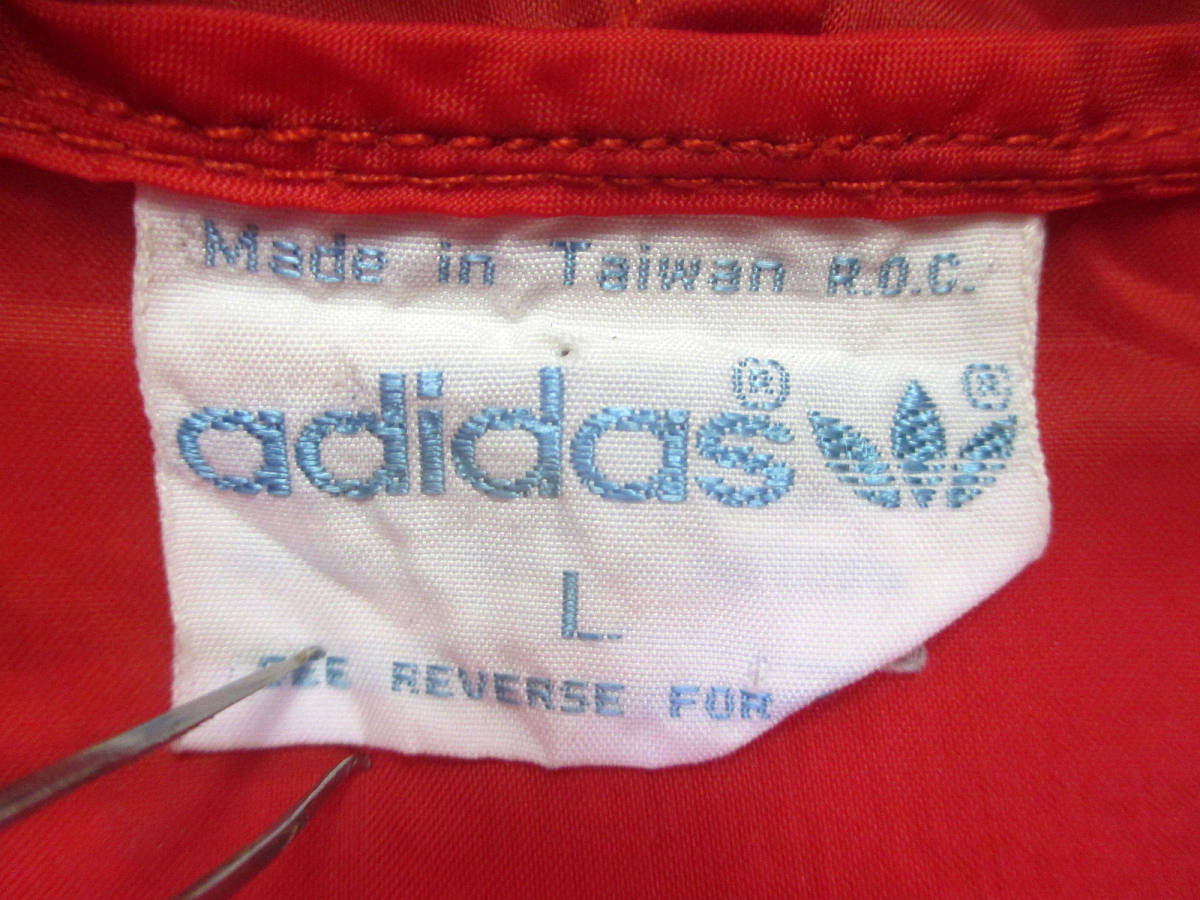 Made in Taiwan R.O.C.
adidas® ®
L
SEE REVERSE FOR